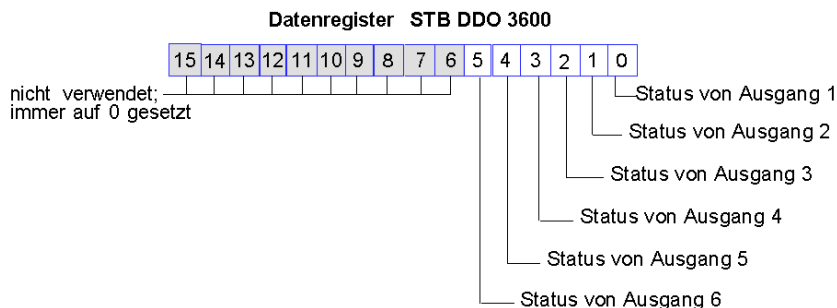 Datenregister STB DDO 3600
15 14 13 12 11 10 9 8 7 6 5 4 3 2 1 0
nicht verwendet;
immer auf 0 gesetzt
Status von Ausgang 1
Status von Ausgang 2
Status von Ausgang 3
Status von Ausgang 4
Status von Ausgang 5
Status von Ausgang 6